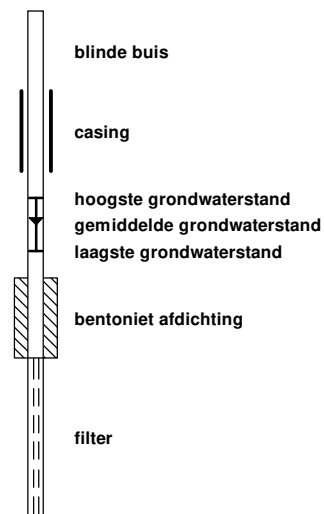 blinde buis
casing
hoogste grondwaterstand
gemiddelde grondwaterstand
laagste grondwaterstand
bentoniet afdichting
filter